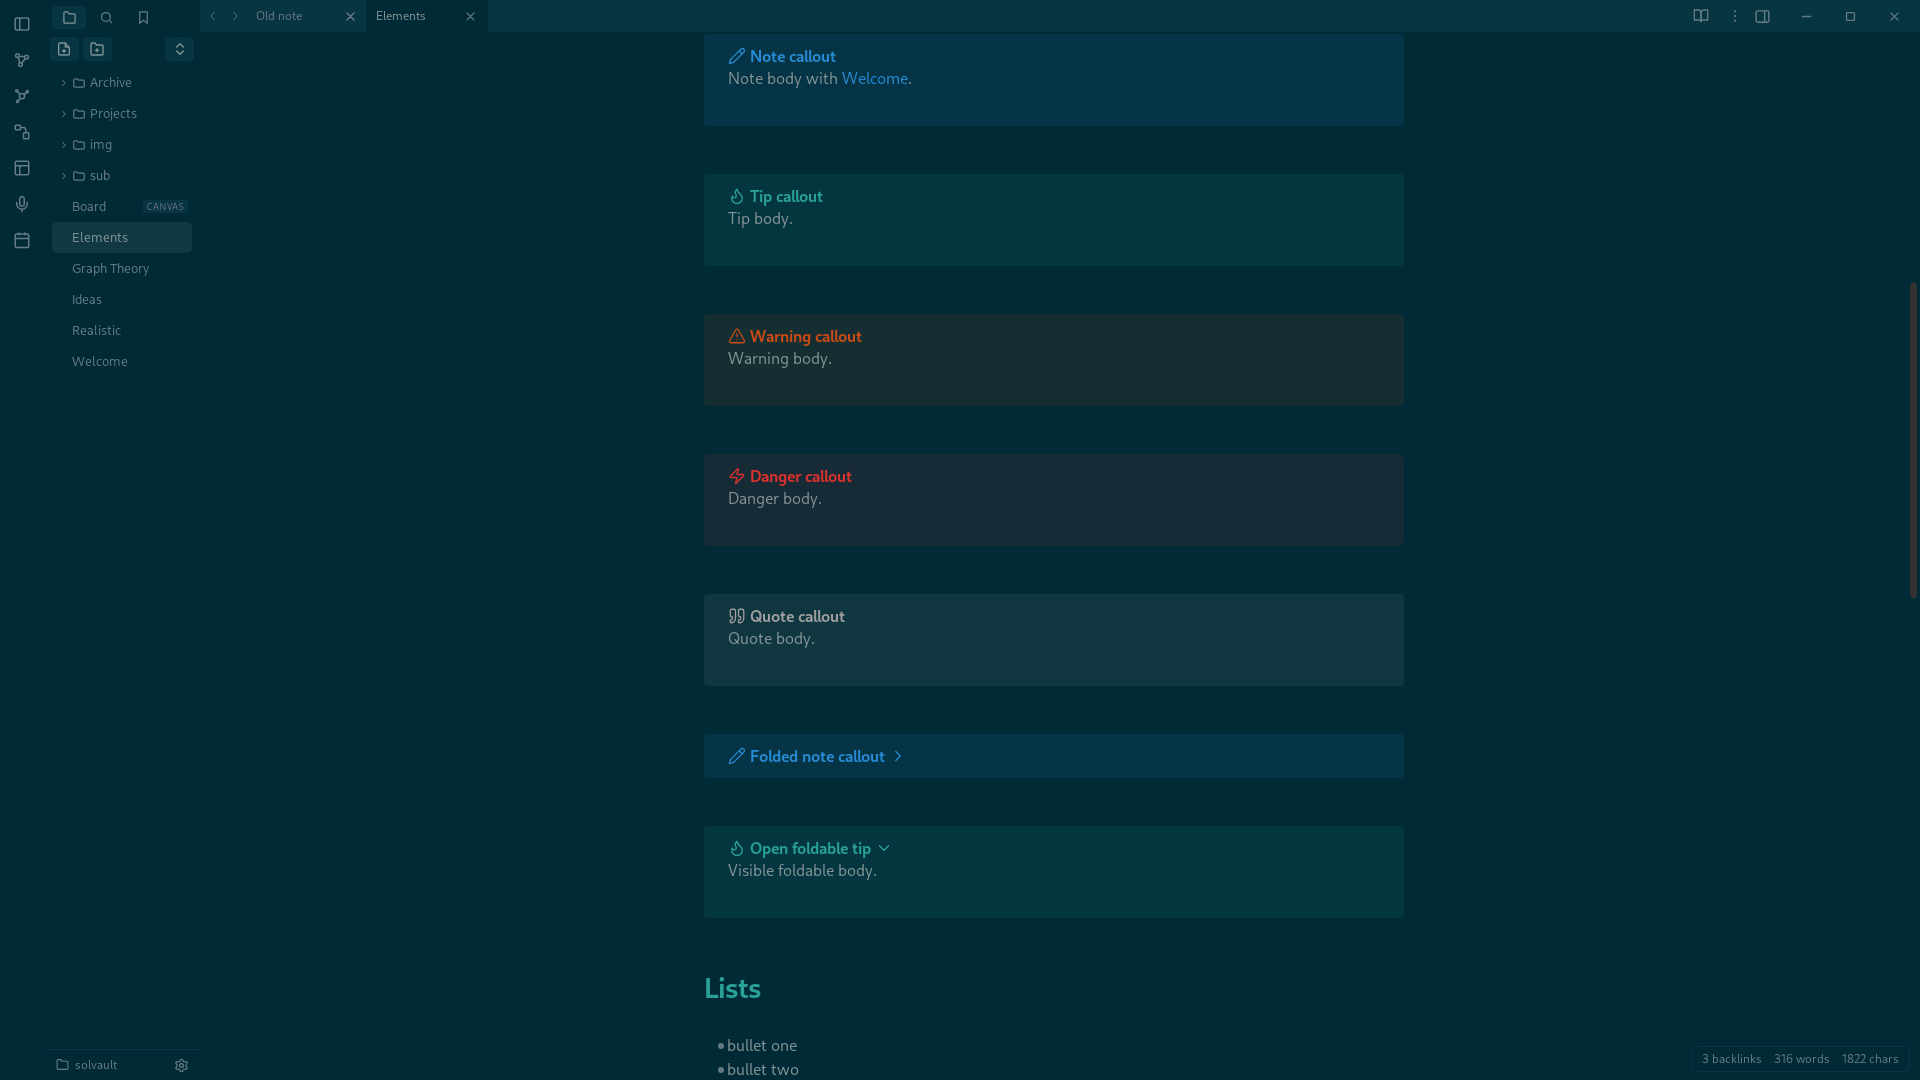 Old note
Elements
Archive
Projects
img
sub
Board
CANVAS
Elements
Graph Theory
Ideas
Realistic
Welcome
solvault
Note callout
Note body with Welcome.
Tip callout
Tip body.
Warning callout
Warning body.
Danger callout
Danger body.
Quote callout
Quote body.
Folded note callout
Open foldable tip
Visible foldable body.
Lists
bullet one
bullet two
3 backlinks 316 words 1822 chars